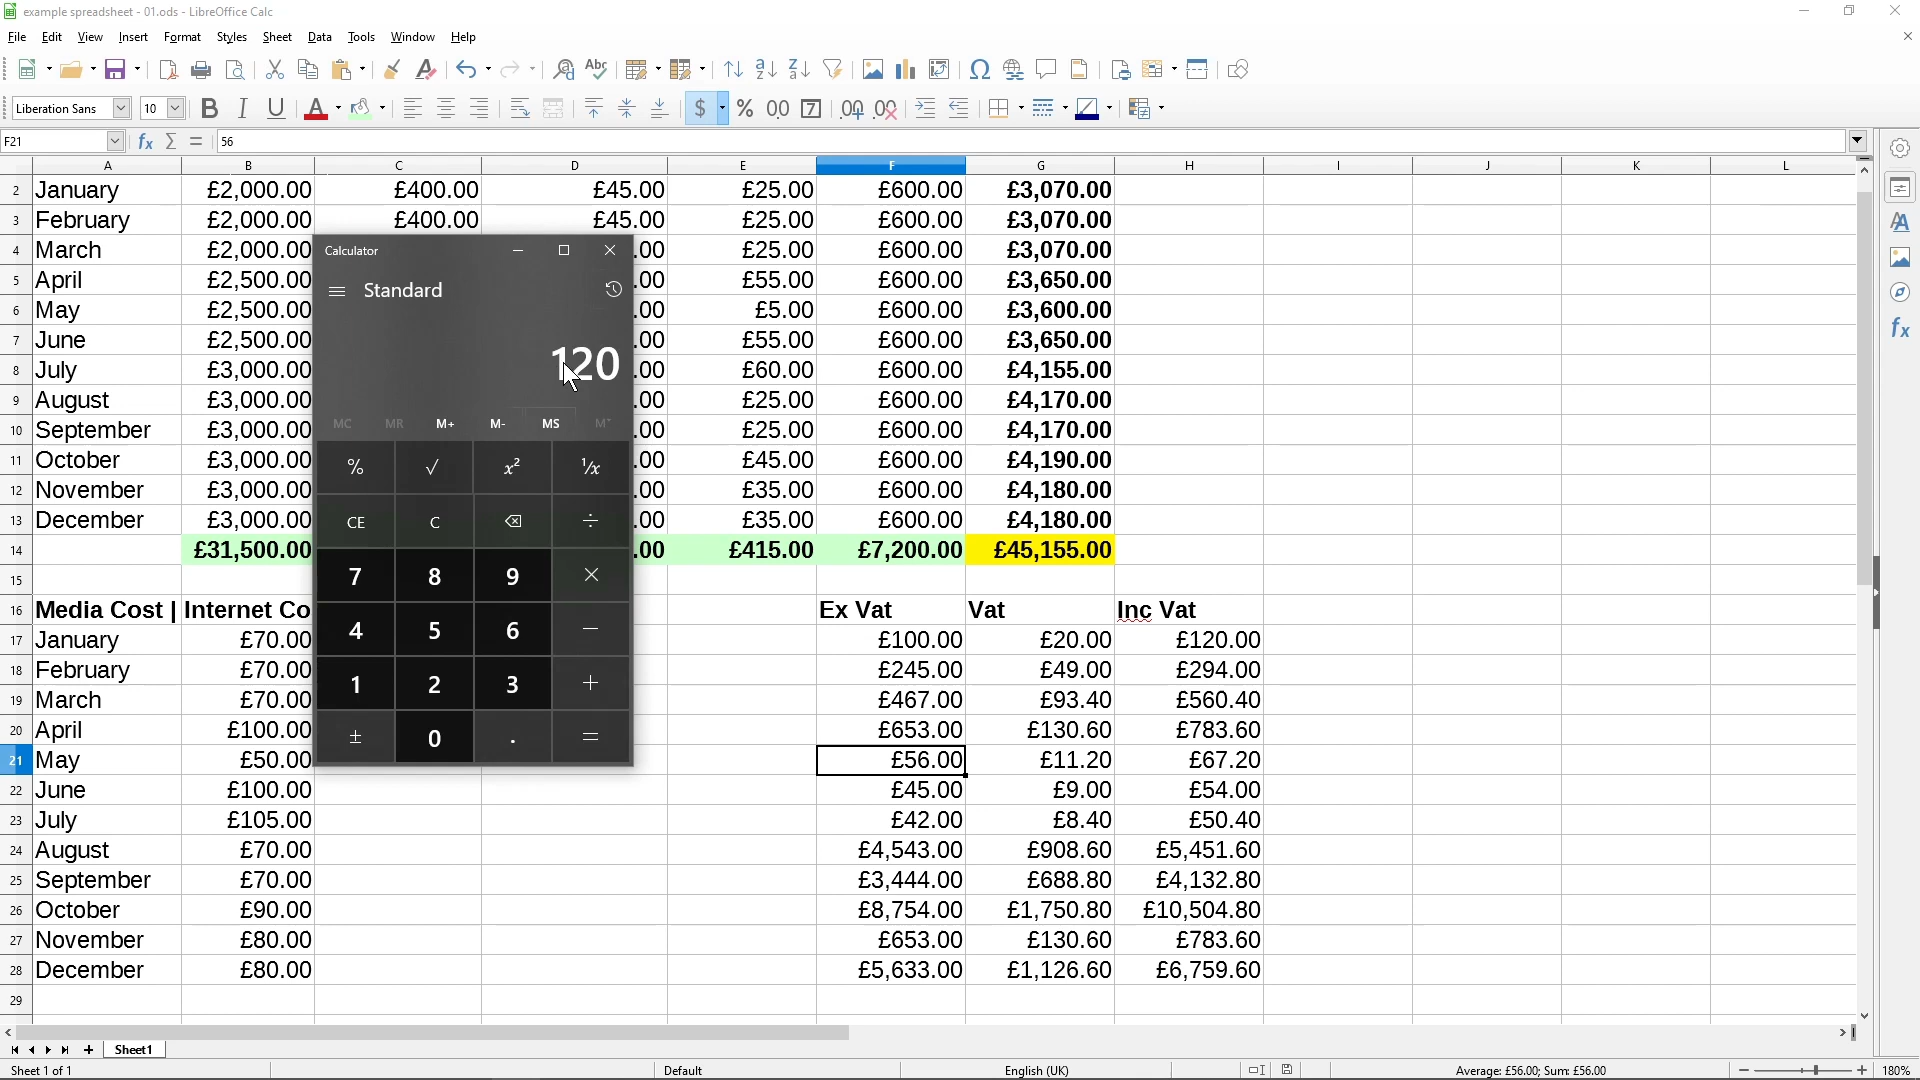 example spreadsheet - 01.ods - LibreOffice Calc
File Edit View Insert Format Styles Sheet Data Tools Window Help
Liberation Sans 10
F21 56
A B C D E F G H I J K L
2 January £2,000.00 £400.00 £45.00 £25.00 £600.00 £3,070.00
3 February £2,000.00 £400.00 £45.00 £25.00 £600.00 £3,070.00
4 March £2,000.00 .00 £25.00 £600.00 £3,070.00
5 April £2,500.00 .00 £55.00 £600.00 £3,650.00
6 May £2,500.00 .00 £5.00 £600.00 £3,600.00
7 June £2,500.00 .00 £55.00 £600.00 £3,650.00
8 July £3,000.00 .00 £60.00 £600.00 £4,155.00
9 August £3,000.00 .00 £25.00 £600.00 £4,170.00
10 September £3,000.00 .00 £25.00 £600.00 £4,170.00
11 October £3,000.00 .00 £45.00 £600.00 £4,190.00
12 November £3,000.00 .00 £35.00 £600.00 £4,180.00
13 December £3,000.00 .00 £35.00 £600.00 £4,180.00
14 £31,500.00 .00 £415.00 £7,200.00 £45,155.00
15
16 Media Cost | Internet Co Ex Vat Vat Inc Vat
17 January £70.00 £100.00 £20.00 £120.00
18 February £70.00 £245.00 £49.00 £294.00
19 March £70.00 £467.00 £93.40 £560.40
20 April £100.00 £653.00 £130.60 £783.60
21 May £50.00 £56.00 £11.20 £67.20
22 June £100.00 £45.00 £9.00 £54.00
23 July £105.00 £42.00 £8.40 £50.40
24 August £70.00 £4,543.00 £908.60 £5,451.60
25 September £70.00 £3,444.00 £688.80 £4,132.80
26 October £90.00 £8,754.00 £1,750.80 £10,504.80
27 November £80.00 £653.00 £130.60 £783.60
28 December £80.00 £5,633.00 £1,126.60 £6,759.60
29
Calculator
Standard
120
MC MR M+ M- MS M˅
% √ x² ¹/x
CE C ÷
7 8 9 ×
4 5 6 −
1 2 3 +
± 0 . =
Sheet1
Sheet 1 of 1 Default English (UK) Average: £56.00; Sum: £56.00 180%